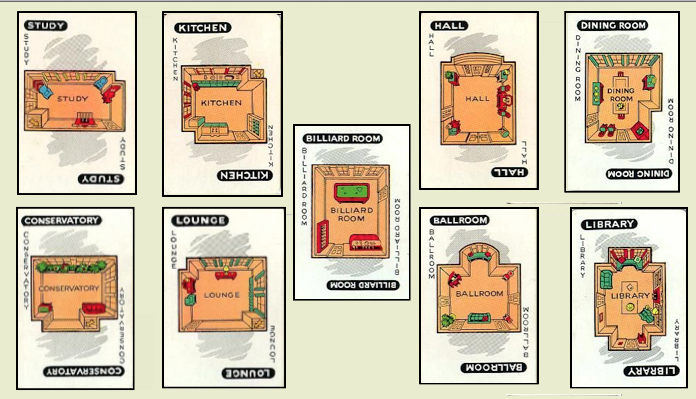 STUDY
STUDY
STUDY
STUDY
STUDY
KITCHEN
KITCHEN
KITCHEN
KITCHEN
KITCHEN
HALL
HALL
HALL
HALL
HALL
DINING ROOM
DINING ROOM
DINING
ROOM
DINING ROOM
DINING ROOM
BILLIARD ROOM
BILLIARD ROOM
BILLIARD
ROOM
BILLIARD ROOM
BILLIARD ROOM
CONSERVATORY
CONSERVATORY
CONSERVATORY
CONSERVATORY
CONSERVATORY
LOUNGE
LOUNGE
LOUNGE
LOUNGE
LOUNGE
BALLROOM
BALLROOM
BALLROOM
BALLROOM
BALLROOM
LIBRARY
LIBRARY
LIBRARY
LIBRARY
LIBRARY